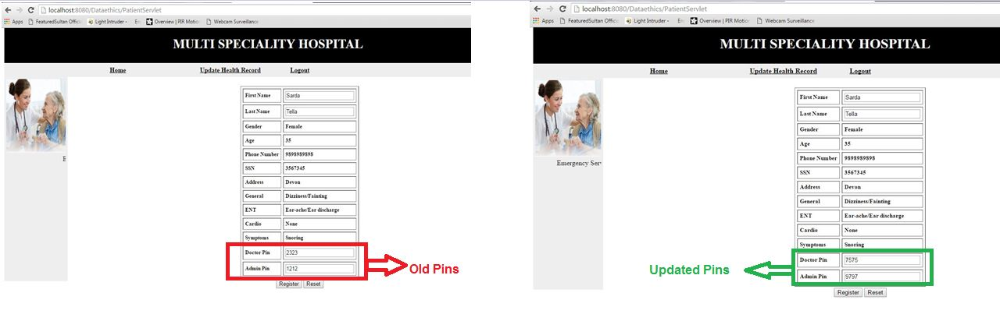 localhost:8080/Dataethics/PatientServlet
Apps FeaturedSultan Offici Light Intruder - En Overview | PIR Motion Webcam Surveillance
MULTI SPECIALITY HOSPITAL
Home Update Health Record Logout
First Name Sarda
Last Name Tella
Gender Female
Age 35
Phone Number 9898989898
SSN 3567345
Address Devon
General Dizziness/Fainting
ENT Ear-ache/Ear discharge
Cardio None
Symptoms Snoring
Doctor Pin 2323
Admin Pin 1212
Register Reset
E
Old Pins
localhost:8080/Dataethics/PatientServlet
Apps FeaturedSultan Offici Light Intruder - En Overview | PIR Motion Webcam Surveillance
MULTI SPECIALITY HOSPITAL
Home Update Health Record Logout
Emergency Serv
First Name Sarda
Last Name Tella
Gender Female
Age 35
Phone Number 9898989898
SSN 3567345
Address Devon
General Dizziness/Fainting
ENT Ear-ache/Ear discharge
Cardio None
Symptoms Snoring
Doctor Pin 7575
Admin Pin 9797
Register Reset
Updated Pins